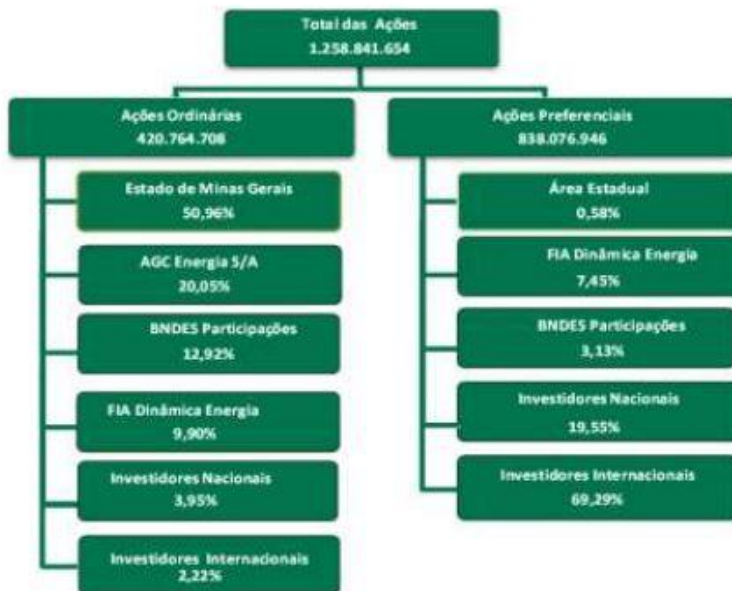 Total das Ações
1.258.841.654
Ações Ordinárias
420.764.708
Estado de Minas Gerais
50,96%
AGC Energia S/A
20,05%
BNDES Participações
12,92%
FIA Dinâmica Energia
9,90%
Investidores Nacionais
3,95%
Investidores Internacionais
2,22%
Ações Preferenciais
838.076.946
Área Estadual
0,58%
FIA Dinâmica Energia
7,45%
BNDES Participações
3,13%
Investidores Nacionais
19,55%
Investidores Internacionais
69,29%